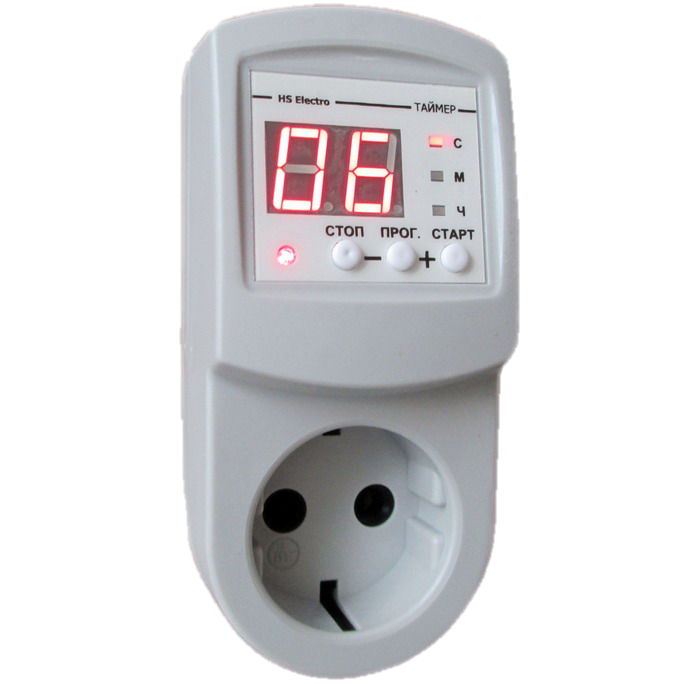 HS Electro ТАЙМЕР
06
С
М
Ч
СТОП ПРОГ. СТАРТ
- +